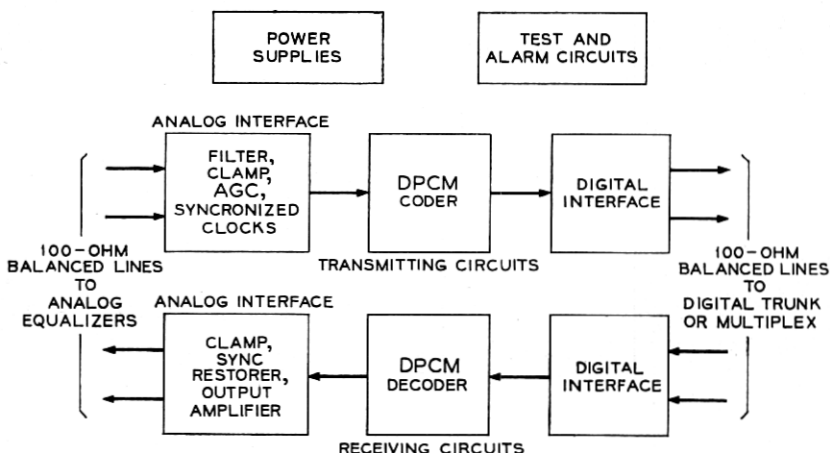 POWER
SUPPLIES
TEST AND
ALARM CIRCUITS
ANALOG INTERFACE
FILTER,
CLAMP,
AGC,
SYNCRONIZED
CLOCKS
DPCM
CODER
DIGITAL
INTERFACE
TRANSMITTING CIRCUITS
100-OHM
BALANCED LINES
TO
ANALOG
EQUALIZERS
100-OHM
BALANCED LINES
TO
DIGITAL TRUNK
OR MULTIPLEX
ANALOG INTERFACE
CLAMP,
SYNC
RESTORER,
OUTPUT
AMPLIFIER
DPCM
DECODER
DIGITAL
INTERFACE
RECEIVING CIRCUITS